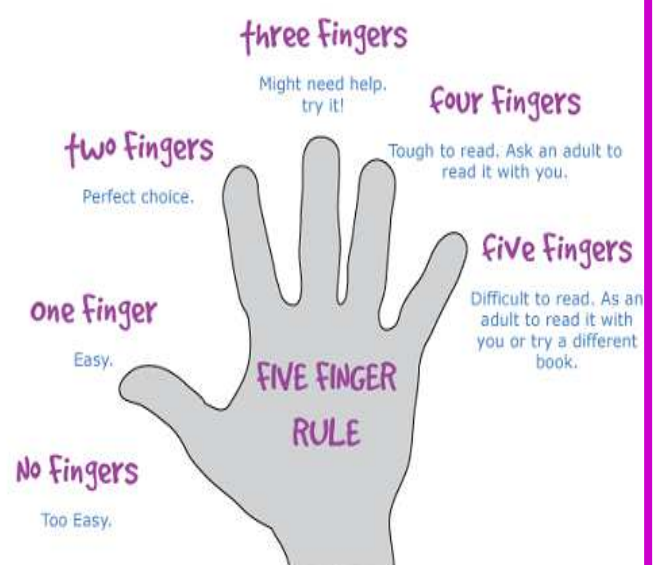 three fingers
Might need help.
try it!
four fingers
Tough to read. Ask an adult to
read it with you.
two fingers
Perfect choice.
five fingers
Difficult to read. As an
adult to read it with
you or try a different
book.
one finger
Easy.
FIVE FINGER
RULE
No fingers
Too Easy.